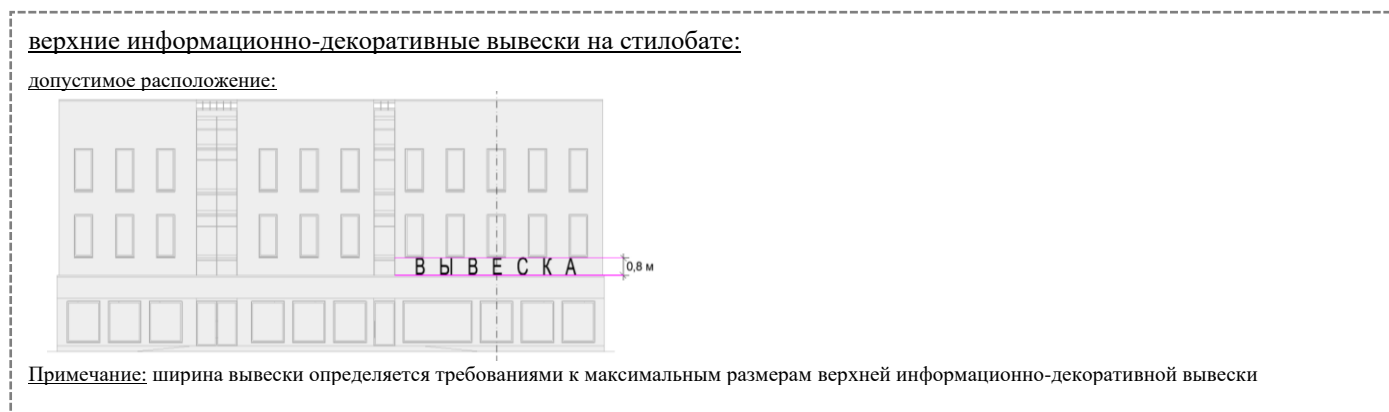 верхние информационно-декоративные вывески на стилобате:
допустимое расположение:
ВЫВЕСКА
0,8 м
Примечание: ширина вывески определяется требованиями к максимальным размерам верхней информационно-декоративной вывески